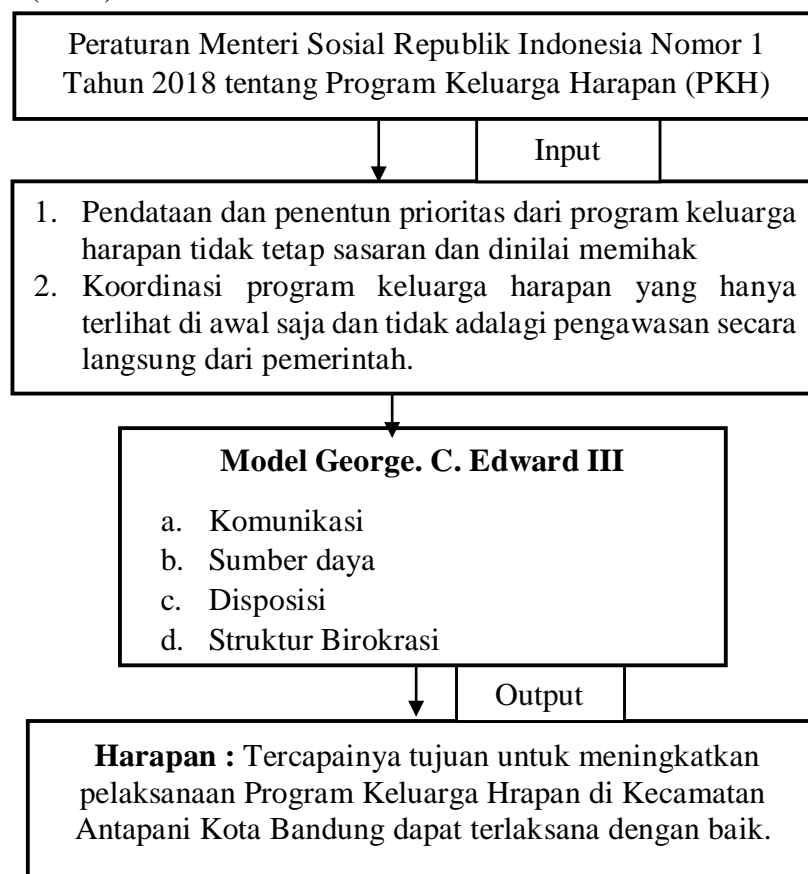 Peraturan Menteri Sosial Republik Indonesia Nomor 1
Tahun 2018 tentang Program Keluarga Harapan (PKH)
Input
1. Pendataan dan penentun prioritas dari program keluarga
harapan tidak tetap sasaran dan dinilai memihak
2. Koordinasi program keluarga harapan yang hanya
terlihat di awal saja dan tidak adalagi pengawasan secara
langsung dari pemerintah.
Model George. C. Edward III
a. Komunikasi
b. Sumber daya
c. Disposisi
d. Struktur Birokrasi
Output
Harapan : Tercapainya tujuan untuk meningkatkan
pelaksanaan Program Keluarga Hrapan di Kecamatan
Antapani Kota Bandung dapat terlaksana dengan baik.